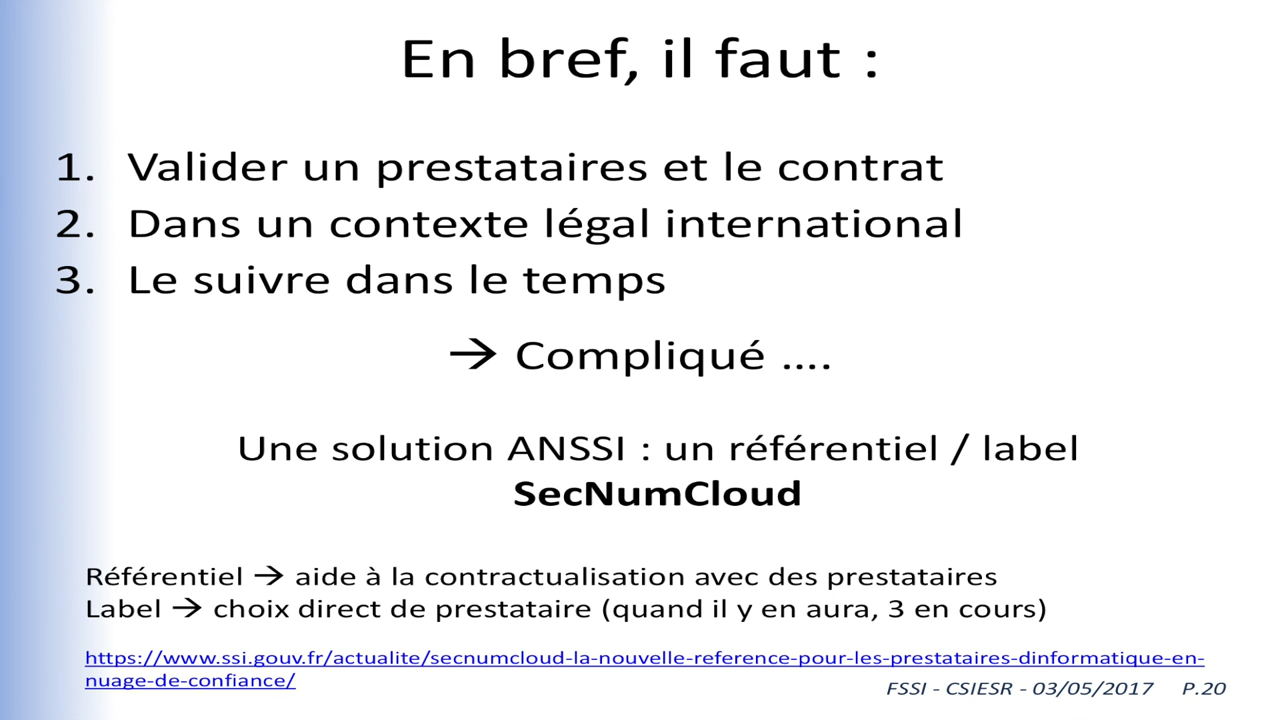 En bref, il faut :
1. Valider un prestataires et le contrat
2. Dans un contexte légal international
3. Le suivre dans le temps
→ Compliqué ....
Une solution ANSSI : un référentiel / label
SecNumCloud
Référentiel → aide à la contractualisation avec des prestataires
Label → choix direct de prestataire (quand il y en aura, 3 en cours)
https://www.ssi.gouv.fr/actualite/secnumcloud-la-nouvelle-reference-pour-les-prestataires-dinformatique-en-
nuage-de-confiance/
FSSI - CSIESR - 03/05/2017 P.20